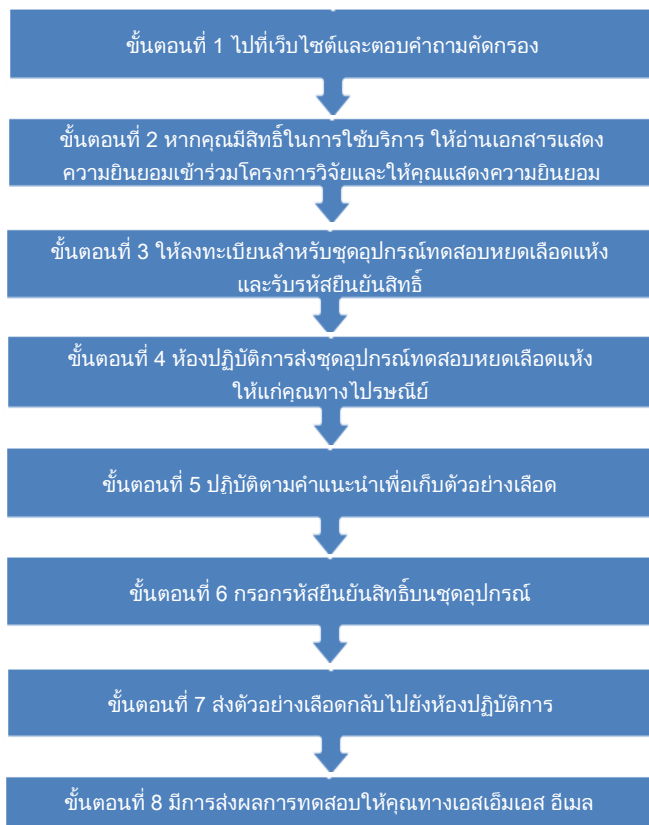 ขั้นตอนที่ 1 ไปที่เว็บไซต์และตอบคำถามคัดกรอง
ขั้นตอนที่ 2 หากคุณมีสิทธิ์ในการใช้บริการ ให้อ่านเอกสารแสดง
ความยินยอมเข้าร่วมโครงการวิจัยและให้คุณแสดงความยินยอม
ขั้นตอนที่ 3 ให้ลงทะเบียนสำหรับชุดอุปกรณ์ทดสอบหยดเลือดแห้ง
และรับรหัสยืนยันสิทธิ์
ขั้นตอนที่ 4 ห้องปฏิบัติการส่งชุดอุปกรณ์ทดสอบหยดเลือดแห้ง
ให้แก่คุณทางไปรษณีย์
ขั้นตอนที่ 5 ปฏิบัติตามคำแนะนำเพื่อเก็บตัวอย่างเลือด
ขั้นตอนที่ 6 กรอกรหัสยืนยันสิทธิ์บนชุดอุปกรณ์
ขั้นตอนที่ 7 ส่งตัวอย่างเลือดกลับไปยังห้องปฏิบัติการ
ขั้นตอนที่ 8 มีการส่งผลการทดสอบให้คุณทางเอสเอ็มเอส อีเมล